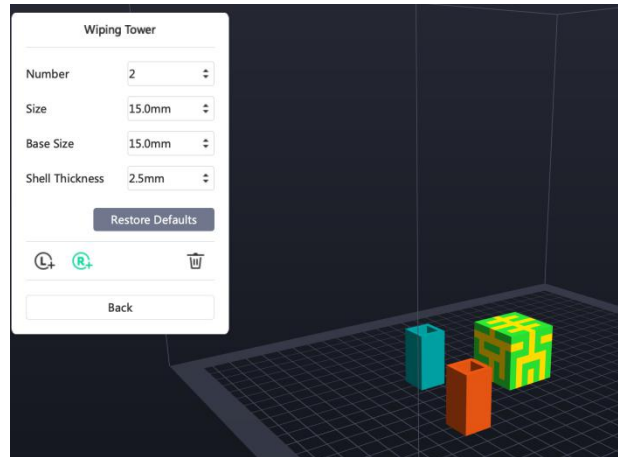 Wiping Tower
Number 2
Size 15.0mm
Base Size 15.0mm
Shell Thickness 2.5mm
Restore Defaults
L+ R+
Back